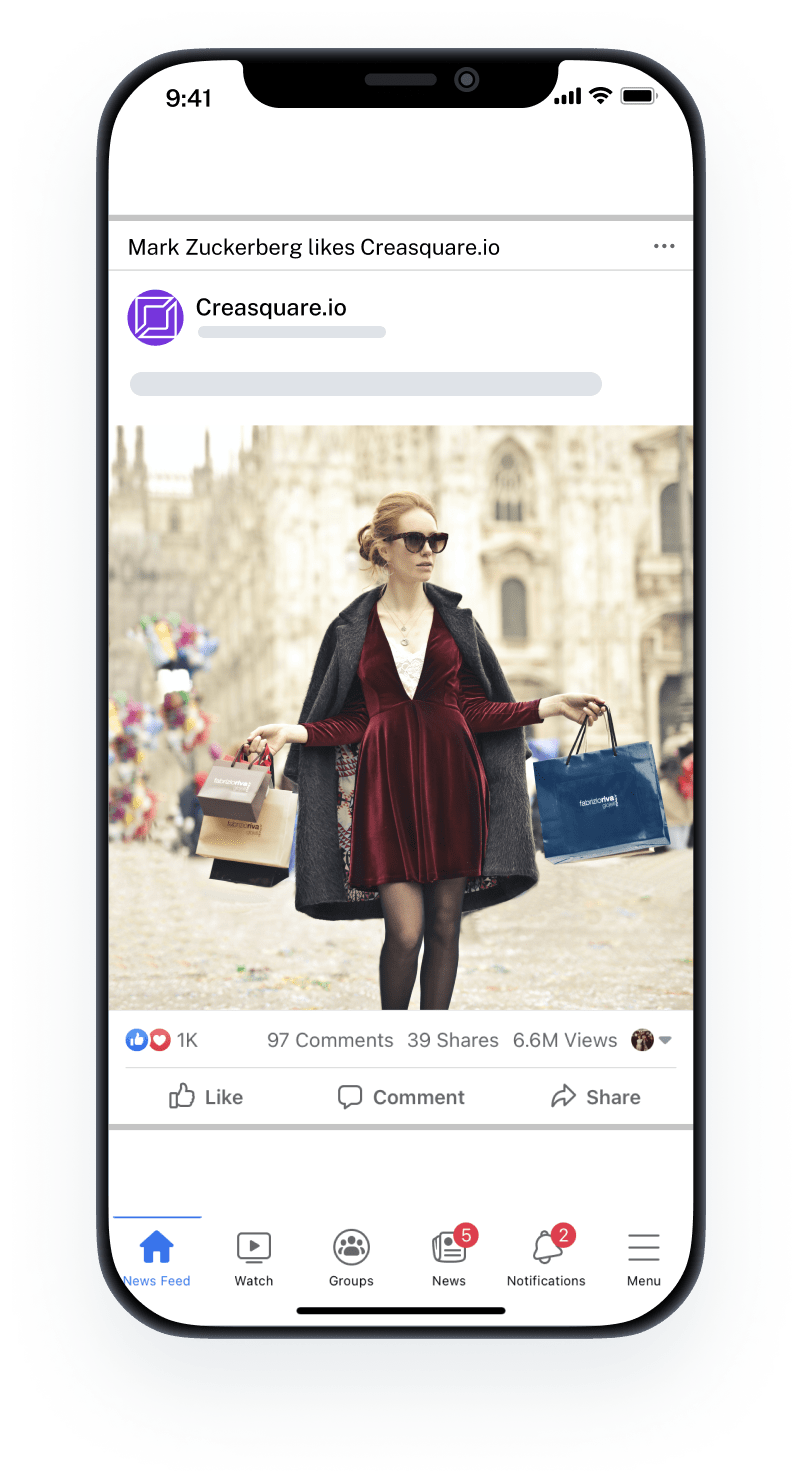 9:41
Mark Zuckerberg likes Creasquare.io
Creasquare.io
fabrizioriva
fabrizioriva
fabrizioriva
1K 97 Comments 39 Shares 6.6M Views
Like Comment Share
5 2
News Feed Watch Groups News Notifications Menu